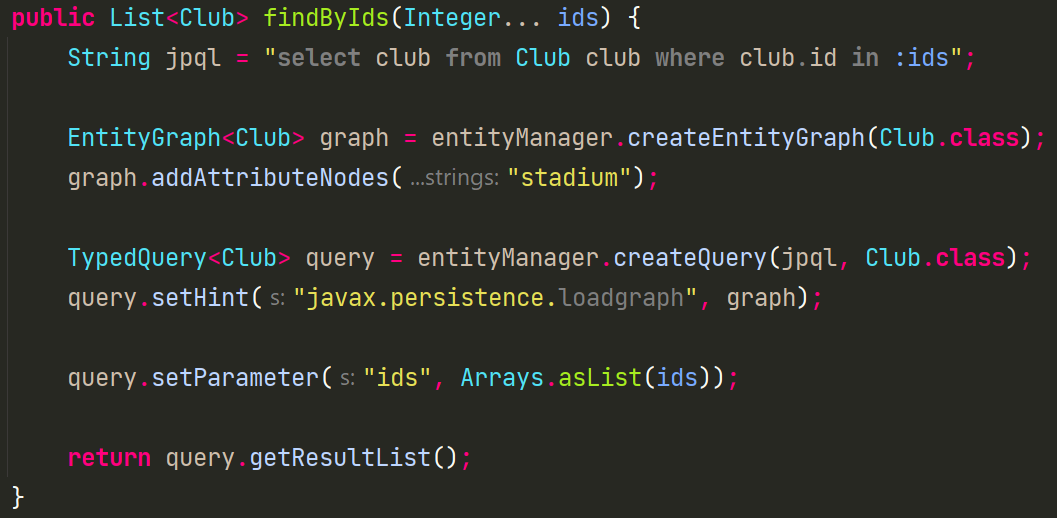 public List<Club> findByIds(Integer... ids) {
String jpql = "select club from Club club where club.id in :ids";
EntityGraph<Club> graph = entityManager.createEntityGraph(Club.class);
graph.addAttributeNodes( ...strings: "stadium");
TypedQuery<Club> query = entityManager.createQuery(jpql, Club.class);
query.setHint( s: "javax.persistence.loadgraph", graph);
query.setParameter( s: "ids", Arrays.asList(ids));
return query.getResultList();
}